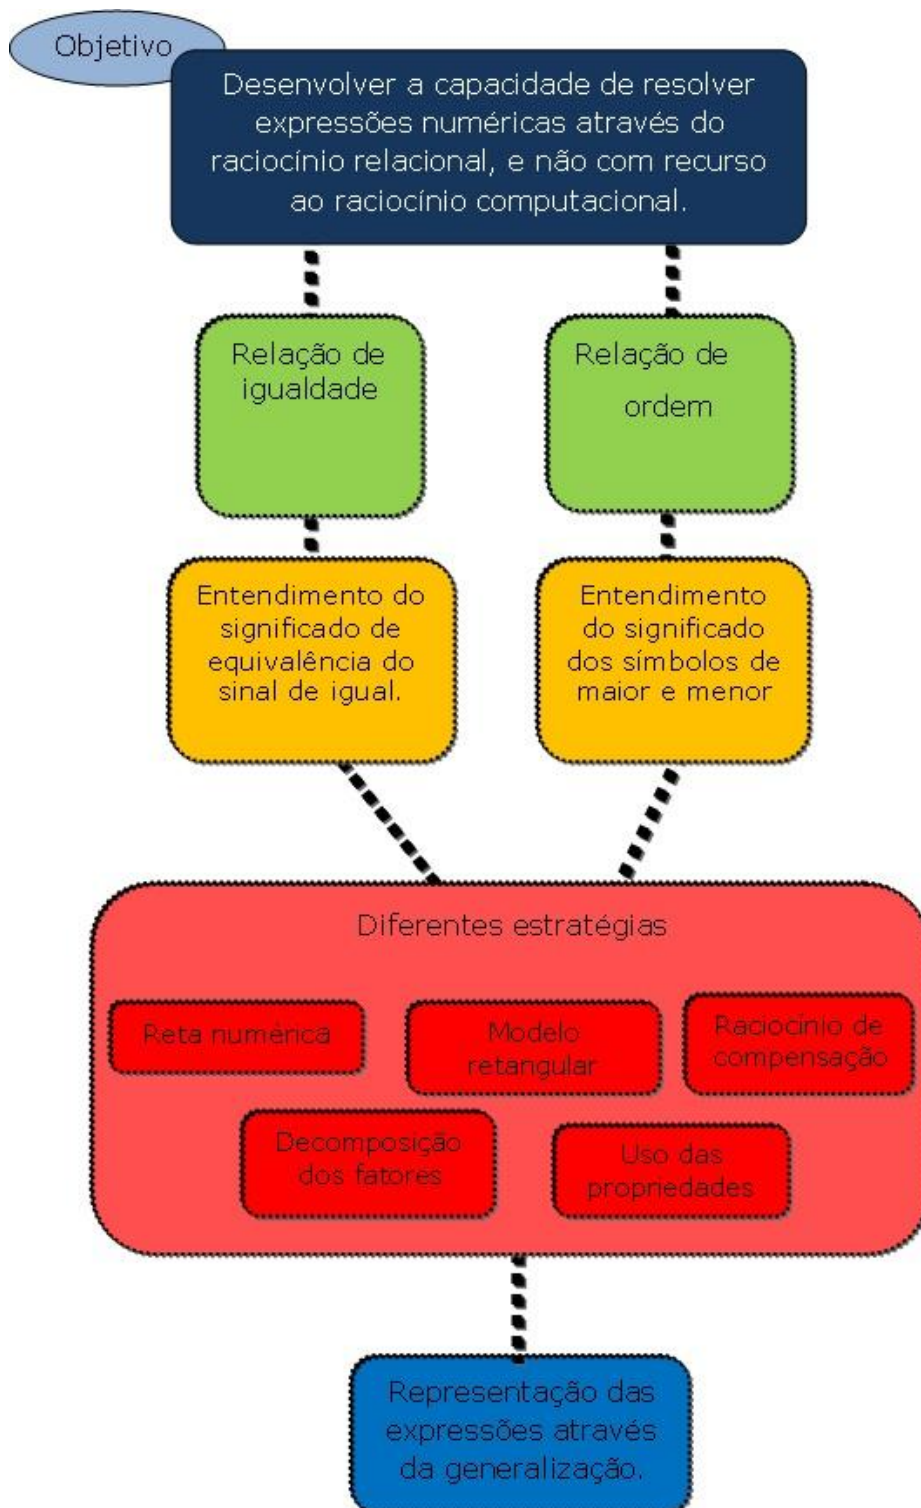 Objetivo
Desenvolver a capacidade de resolver
expressões numéricas através do
raciocínio relacional, e não com recurso
ao raciocínio computacional.
Relação de
igualdade
Relação de
ordem
Entendimento do
significado de
equivalência do
sinal de igual.
Entendimento
do significado
dos símbolos de
maior e menor
Diferentes estratégias
Reta numérica
Modelo
retangular
Raciocínio de
compensação
Decomposição
dos fatores
Uso das
propriedades
Representação das
expressões através
da generalização.